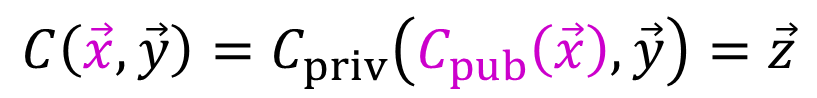 C(x⃗, y⃗) = C_priv(C_pub(x⃗), y⃗) = z⃗